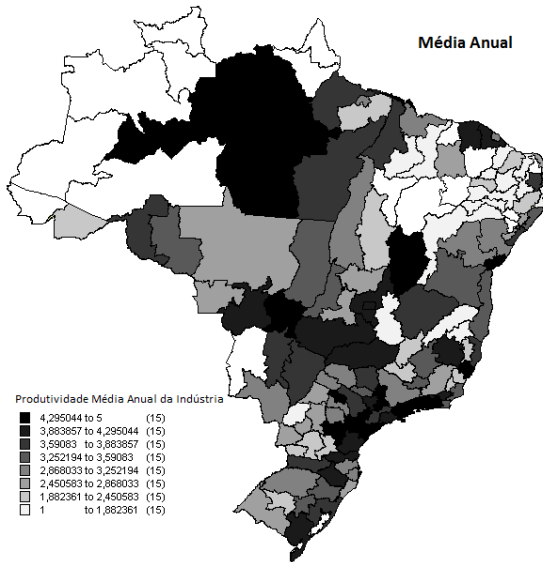 Média Anual
Produtividade Média Anual da Indústria
4,295044 to 5 (15)
3,883857 to 4,295044 (15)
3,59083 to 3,883857 (15)
3,252194 to 3,59083 (15)
2,868033 to 3,252194 (15)
2,450583 to 2,868033 (15)
1,882361 to 2,450583 (15)
1 to 1,882361 (15)